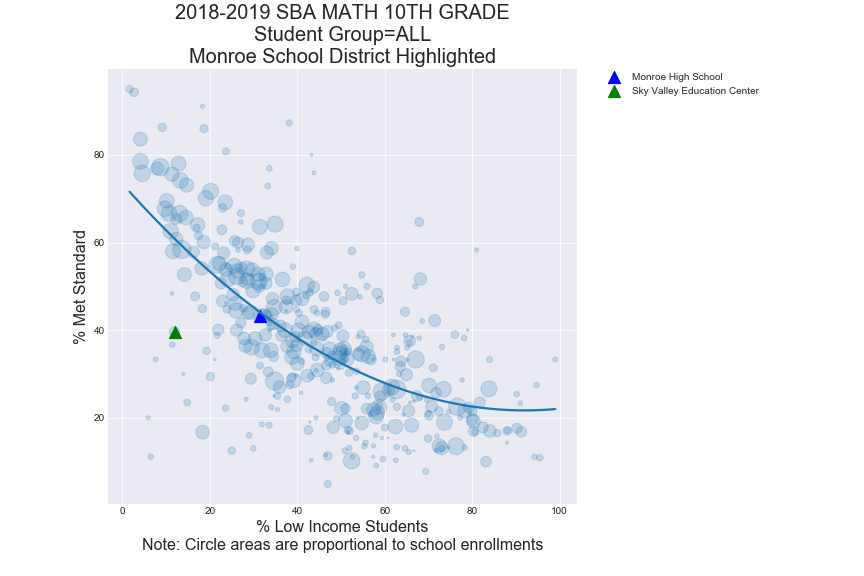 2018-2019 SBA MATH 10TH GRADE
Student Group=ALL
Monroe School District Highlighted
Monroe High School
Sky Valley Education Center
% Met Standard
80
60
40
20
0 20 40 60 80 100
% Low Income Students
Note: Circle areas are proportional to school enrollments